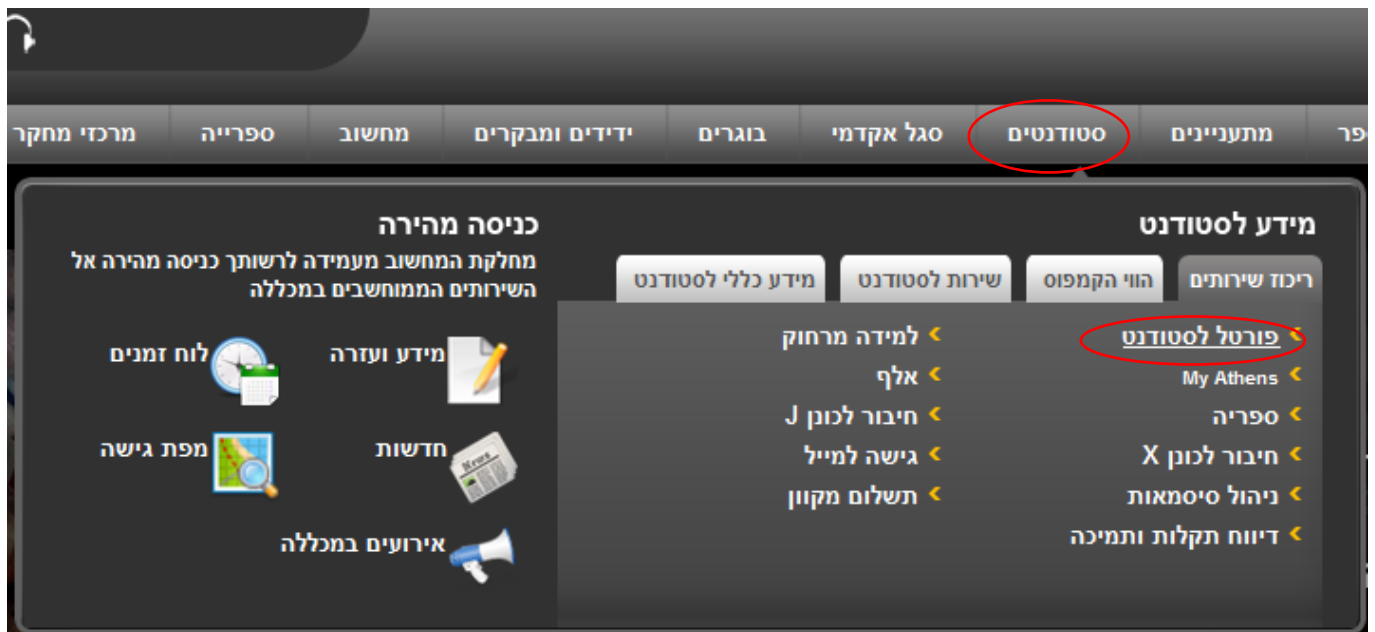 פר
מתעניינים
סטודנטים
סגל אקדמי
בוגרים
ידידים ומבקרים
מחשוב
ספרייה
מרכזי מחקר
מידע לסטודנט
ריכוז שירותים
הווי הקמפוס
שירות לסטודנט
מידע כללי לסטודנט
פורטל לסטודנט
My Athens
ספריה
חיבור לכונן X
ניהול סיסמאות
דיווח תקלות ותמיכה
למידה מרחוק
אלף
חיבור לכונן J
גישה למייל
תשלום מקוון
כניסה מהירה
מחלקת המחשוב מעמידה לרשותך כניסה מהירה אל
השירותים הממוחשבים במכללה
מידע ועזרה
לוח זמנים
חדשות
News
מפת גישה
אירועים במכללה